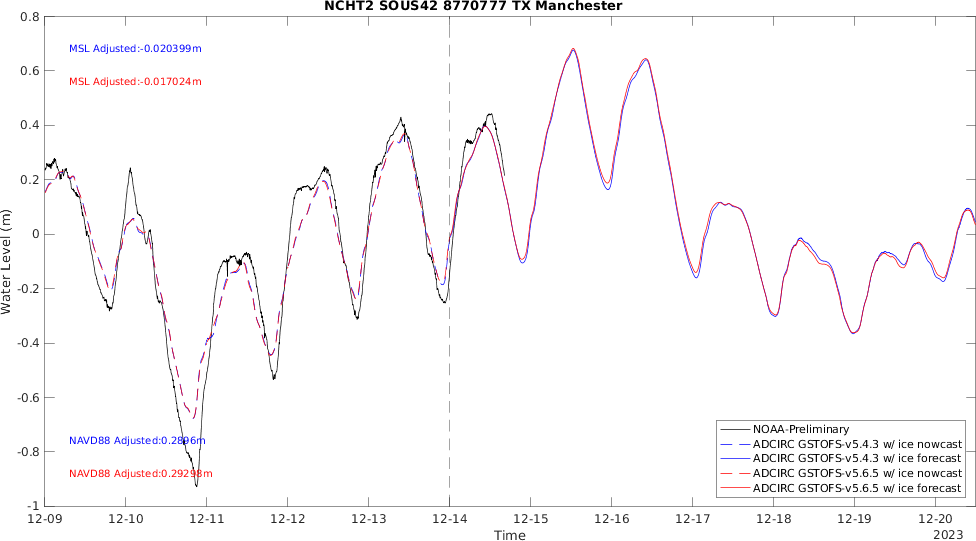 NCHT2 SOUS42 8770777 TX Manchester
0.8
0.6
0.4
0.2
0
-0.2
-0.4
-0.6
-0.8
-1
Water Level (m)
MSL Adjusted:-0.020399m
MSL Adjusted:-0.017024m
NAVD88 Adjusted:0.2896m
NAVD88 Adjusted:0.29298m
NOAA-Preliminary
ADCIRC GSTOFS-v5.4.3 w/ ice nowcast
ADCIRC GSTOFS-v5.4.3 w/ ice forecast
ADCIRC GSTOFS-v5.6.5 w/ ice nowcast
ADCIRC GSTOFS-v5.6.5 w/ ice forecast
12-09 12-10 12-11 12-12 12-13 12-14 12-15 12-16 12-17 12-18 12-19 12-20
2023
Time